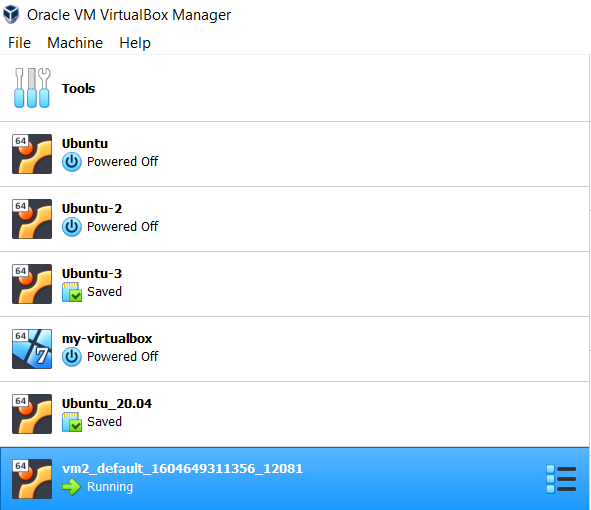 Oracle VM VirtualBox Manager
File Machine Help
Tools
64
Ubuntu
Powered Off
64
Ubuntu-2
Powered Off
64
Ubuntu-3
Saved
64
7
my-virtualbox
Powered Off
64
Ubuntu_20.04
Saved
64
vm2_default_1604649311356_12081
Running